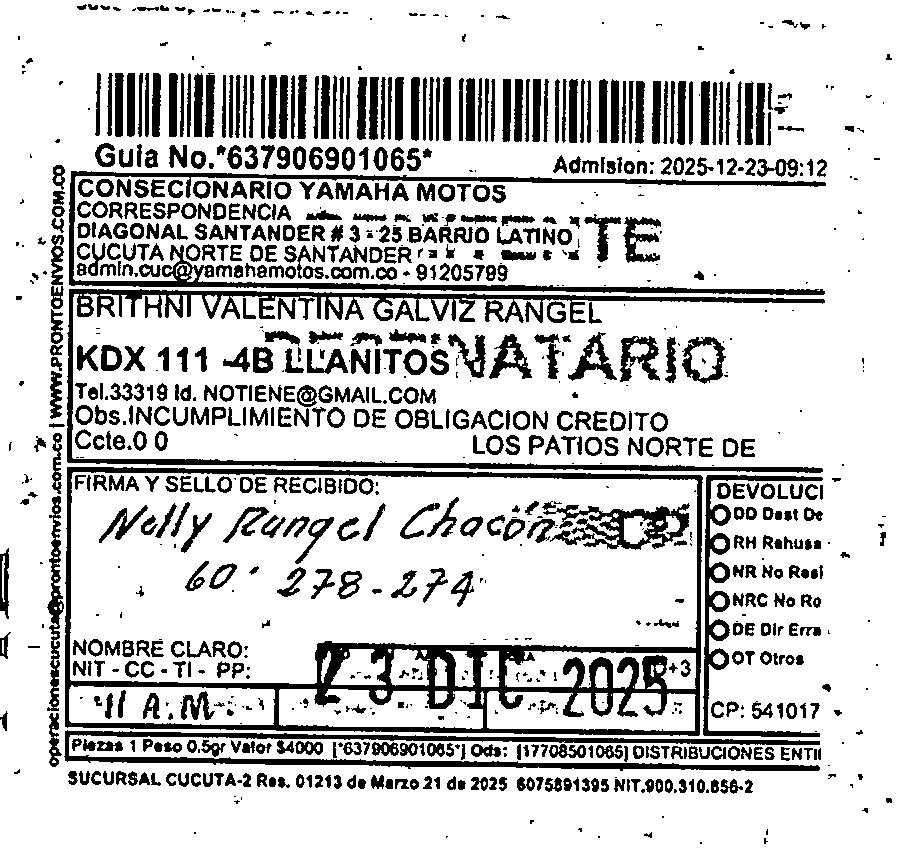 Guia No.*637906901065*
Admision: 2025-12-23-09:12
CONSECIONARIO YAMAHA MOTOS
CORRESPONDENCIA
DIAGONAL SANTANDER # 3 - 25 BARRIO LATINO
TE
CUCUTA NORTE DE SANTANDER
admin.cuc@yamahamotos.com.co - 91205799
BRITHNI VALENTINA GALVIZ RANGEL
KDX 111 -4B LLANITOS
NATARIO
Tel.33319 Id. NOTIENE@GMAIL.COM
Obs.INCUMPLIMIENTO DE OBLIGACION CREDITO
Ccte.0 0
LOS PATIOS NORTE DE
FIRMA Y SELLO DE RECIBIDO:
Nelly Rangel Chacón
60. 278-274
NOMBRE CLARO:
NIT - CC - TI - PP:
23 DIC 2025
11 A.M.
DEVOLUCI
DD Dest De
RH Rehusa
NR No Resi
NRC No Ro
DE Dir Erra
OT Otros
CP: 541017
Piezas 1 Peso 0.5gr Valor $4000 [*637906901065*] Ods: [17708501065] DISTRIBUCIONES ENTI
SUCURSAL CUCUTA-2 Res. 01213 de Marzo 21 de 2025 6075891395 NIT.900.310.856-2
operacionescucuta@prontoenvios.com.co | WWW.PRONTOENVIOS.COM.CO